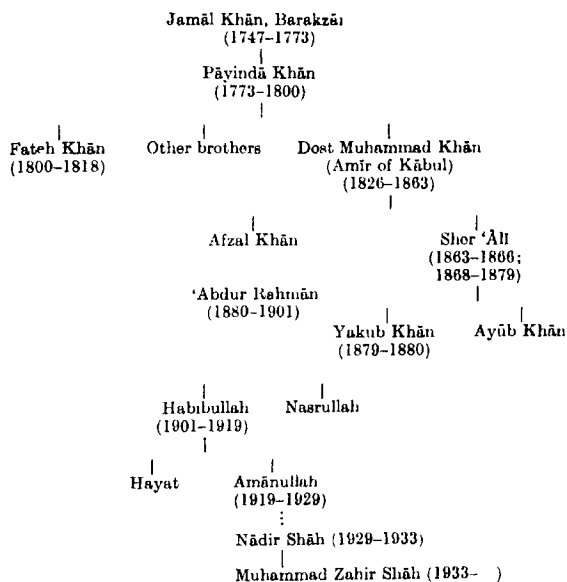 Jamāl Khān, Barakzāi
(1747–1773)
Pāyindā Khān
(1773–1800)
Fateh Khān Other brothers Dost Muhammad Khān
(1800–1818) (Amīr of Kābul)
(1826–1863)
Afzal Khān Sher ‘Ālī
(1863–1866;
1868–1879)
‘Abdur Rahmān
(1880–1901)
Yakub Khān Ayūb Khān
(1879–1880)
Habibullah Nasrullah
(1901–1919)
Hayat Amānullah
(1919–1929)
Nādir Shāh (1929–1933)
Muhammad Zahir Shāh (1933– )